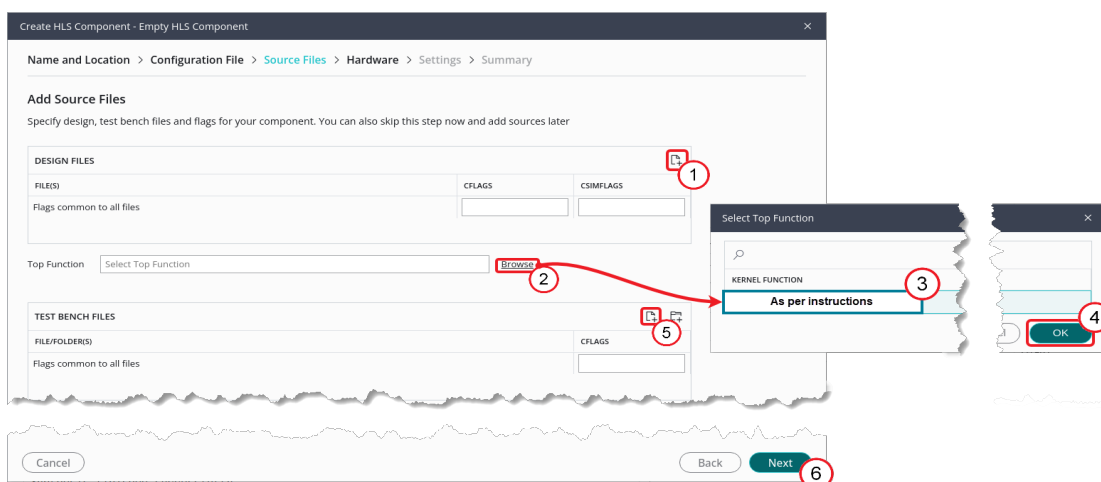 Create HLS Component - Empty HLS Component
Name and Location > Configuration File > Source Files > Hardware > Settings > Summary
Add Source Files
Specify design, test bench files and flags for your component. You can also skip this step now and add sources later
DESIGN FILES
1
FILE(S) CFLAGS CSIMFLAGS
Flags common to all files
Top Function Select Top Function Browse
2
Select Top Function
KERNEL FUNCTION
3
As per instructions
4
OK
TEST BENCH FILES
5
FILE/FOLDER(S) CFLAGS
Flags common to all files
Cancel Back Next
6